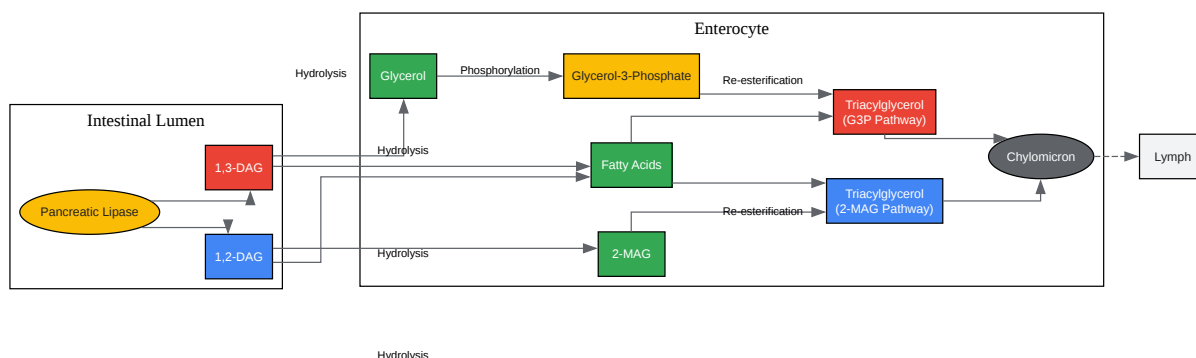 Enterocyte
Hydrolysis
Glycerol
Phosphorylation
Glycerol-3-Phosphate
Re-esterification
Triacylglycerol
(G3P Pathway)
Intestinal Lumen
1,3-DAG
Hydrolysis
Fatty Acids
Chylomicron
Lymph
Pancreatic Lipase
Triacylglycerol
(2-MAG Pathway)
Re-esterification
1,2-DAG
Hydrolysis
2-MAG
Hydrolysis